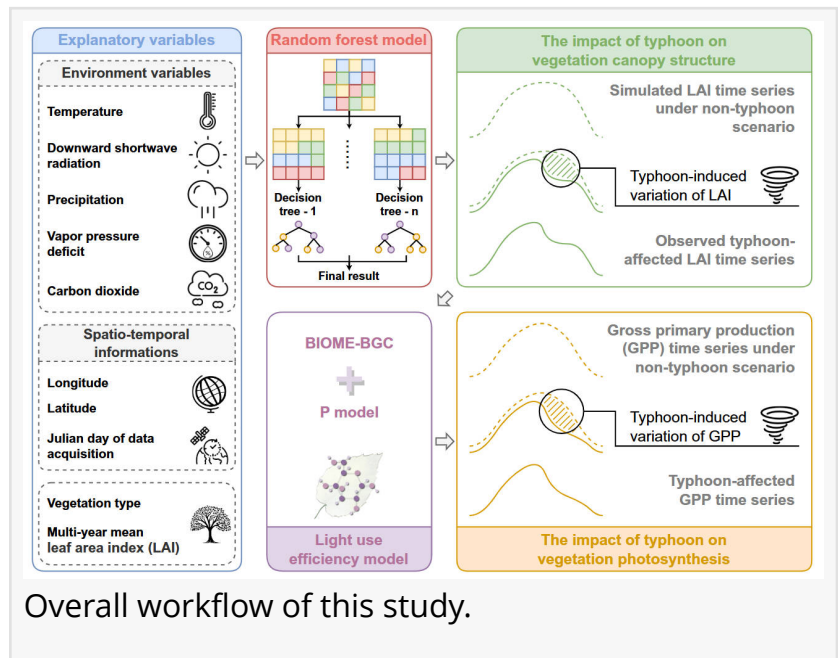 Explanatory variables
Environment variables
Temperature
Downward shortwave
radiation
Precipitation
Vapor pressure
deficit
%
Carbon dioxide
CO2
Spatio-temporal
informations
Longitude
Latitude
Julian day of data
acquisition
Vegetation type
Multi-year mean
leaf area index (LAI)
Random forest model
Decision
tree - 1
Decision
tree - n
Final result
The impact of typhoon on
vegetation canopy structure
Simulated LAI time series
under non-typhoon
scenario
Typhoon-induced
variation of LAI
Observed typhoon-
affected LAI time series
BIOME-BGC
P model
Light use
efficiency model
Gross primary production
(GPP) time series under
non-typhoon scenario
Typhoon-induced
variation of GPP
Typhoon-affected
GPP time series
The impact of typhoon on
vegetation photosynthesis
Overall workflow of this study.